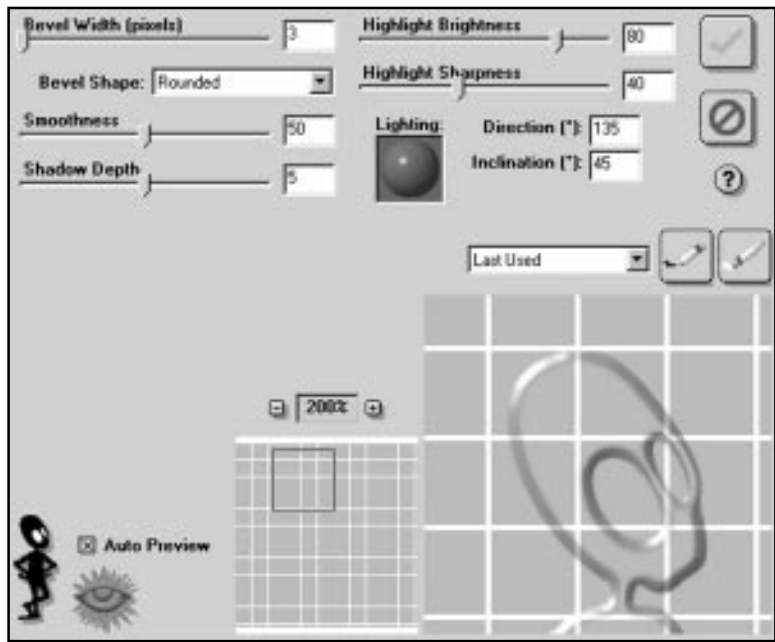 Bevel Width (pixels)
3
Bevel Shape: Rounded
Smoothness
50
Shadow Depth
5
Highlight Brightness
80
Highlight Sharpness
40
Lighting:
Direction (°): 135
Inclination (°): 45
?
Last Used
200%
Auto Preview